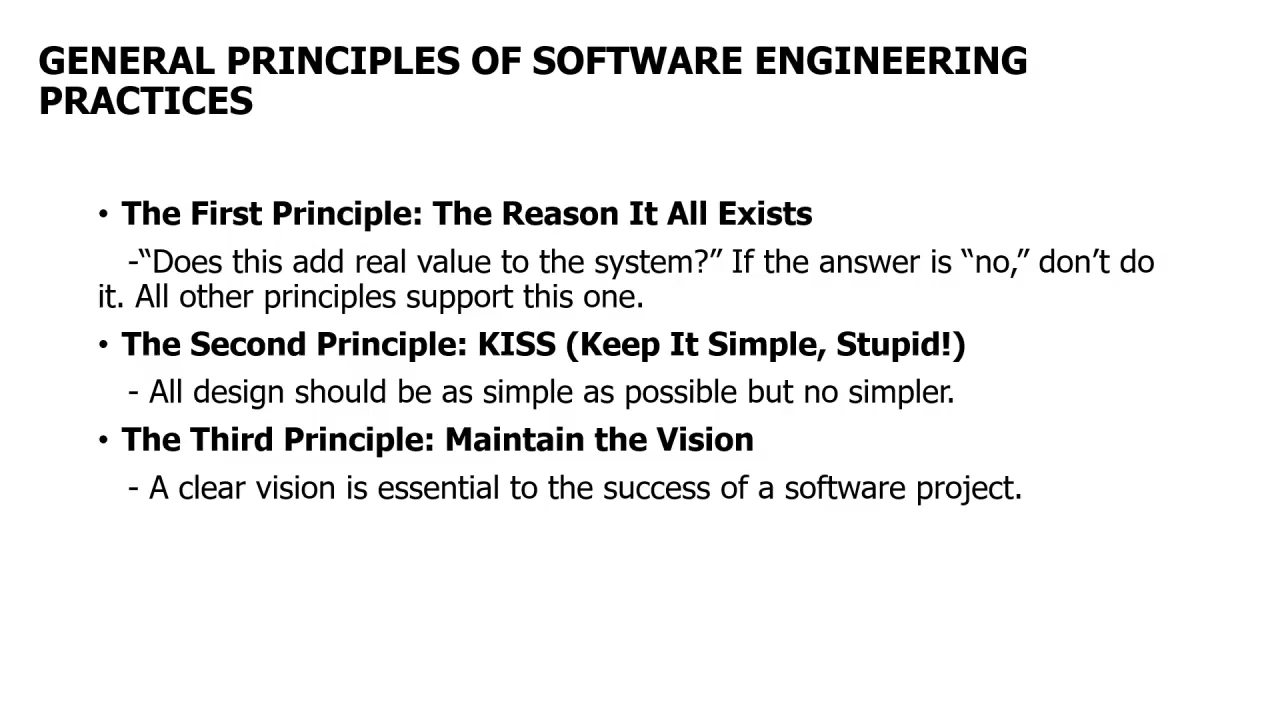 GENERAL PRINCIPLES OF SOFTWARE ENGINEERING
PRACTICES
• The First Principle: The Reason It All Exists
-“Does this add real value to the system?” If the answer is “no,” don’t do
it. All other principles support this one.
• The Second Principle: KISS (Keep It Simple, Stupid!)
- All design should be as simple as possible but no simpler.
• The Third Principle: Maintain the Vision
- A clear vision is essential to the success of a software project.